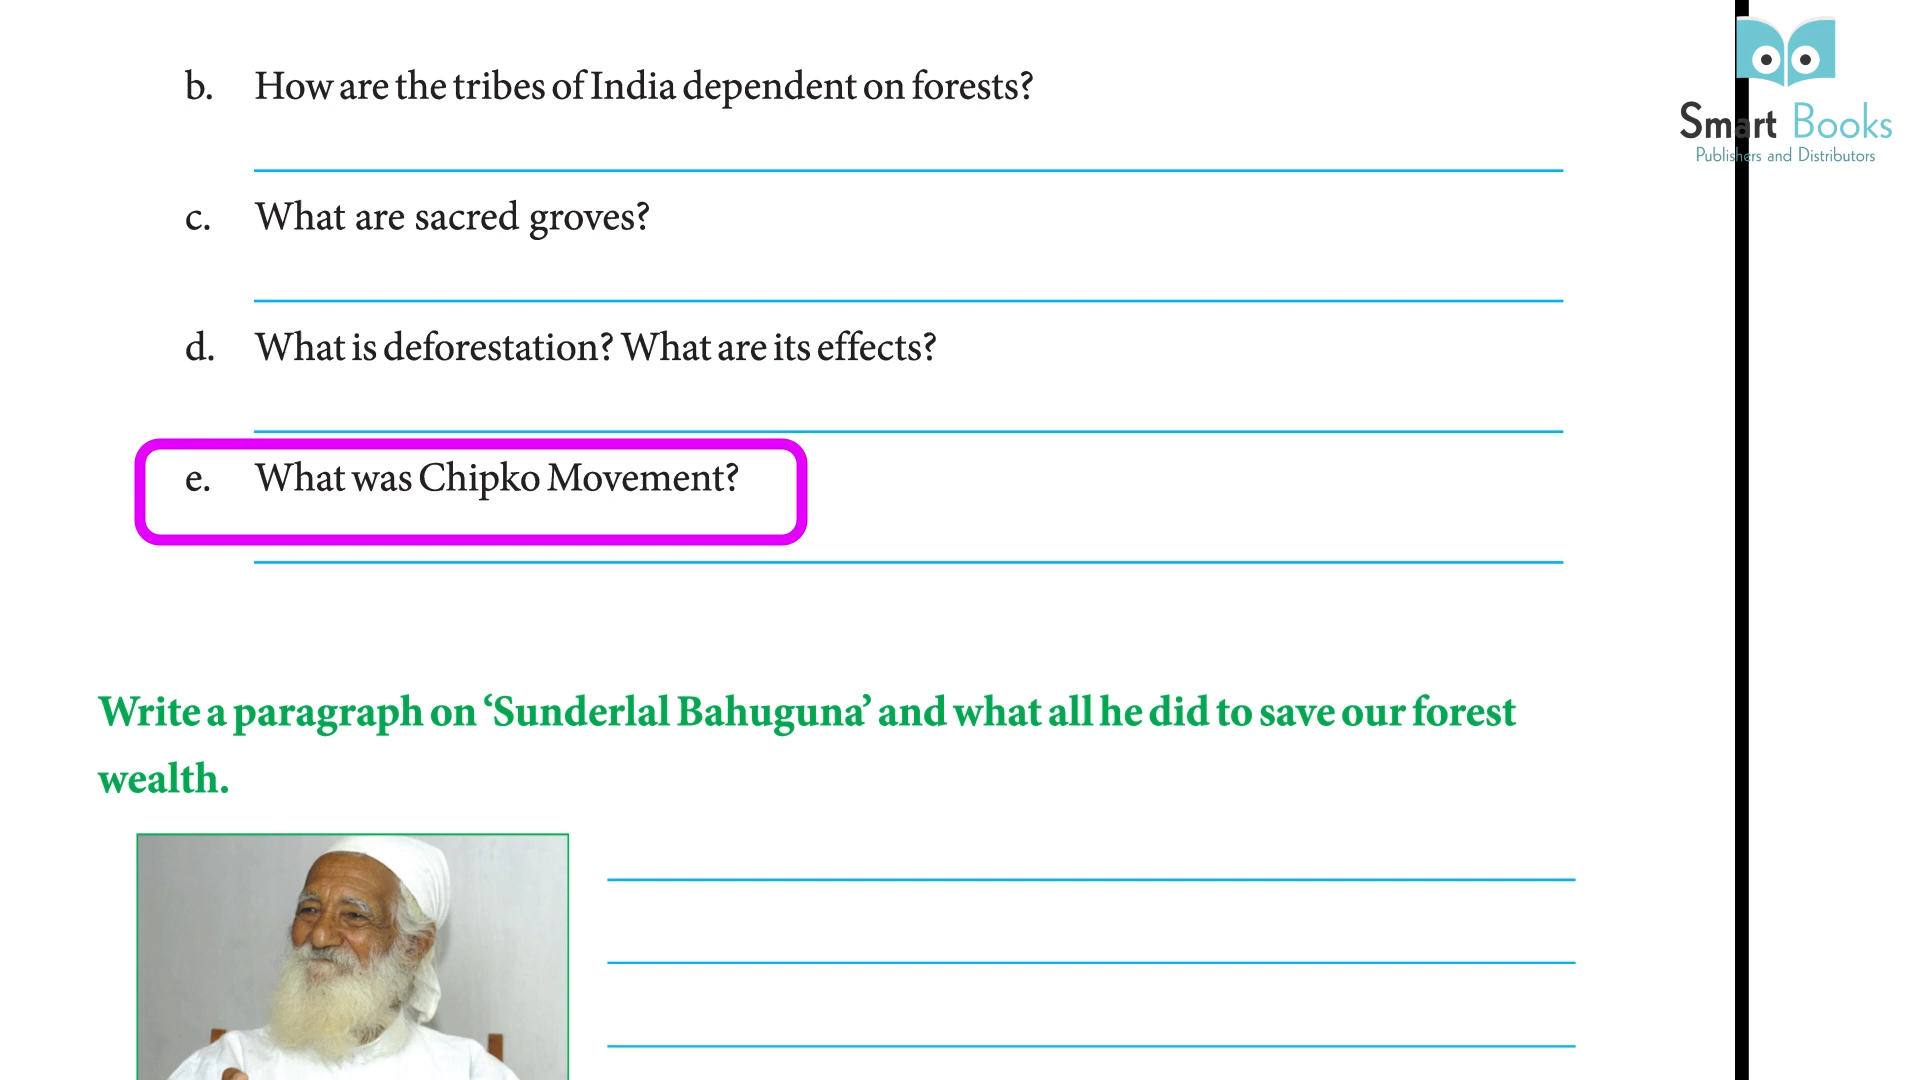 b. How are the tribes of India dependent on forests?
c. What are sacred groves?
d. What is deforestation? What are its effects?
e. What was Chipko Movement?
Write a paragraph on ‘Sunderlal Bahuguna’ and what all he did to save our forest
wealth.
Smart Books
Publishers and Distributors